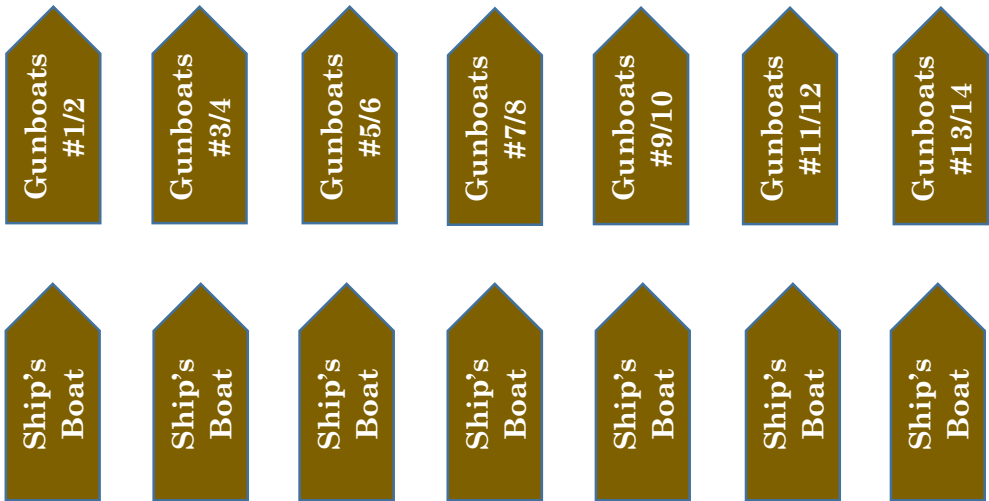 Gunboats
#1/2
Gunboats
#3/4
Gunboats
#5/6
Gunboats
#7/8
Gunboats
#9/10
Gunboats
#11/12
Gunboats
#13/14
Ship's
Boat
Ship's
Boat
Ship's
Boat
Ship's
Boat
Ship's
Boat
Ship's
Boat
Ship's
Boat